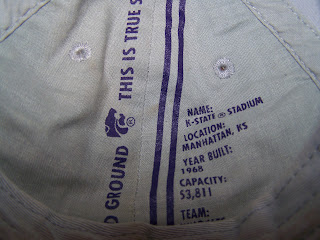 THIS IS TRUE S
D GROUND
NAME:
K-STATE ® STADIUM
LOCATION:
MANHATTAN, KS
YEAR BUILT:
1968
CAPACITY:
53,811
TEAM: